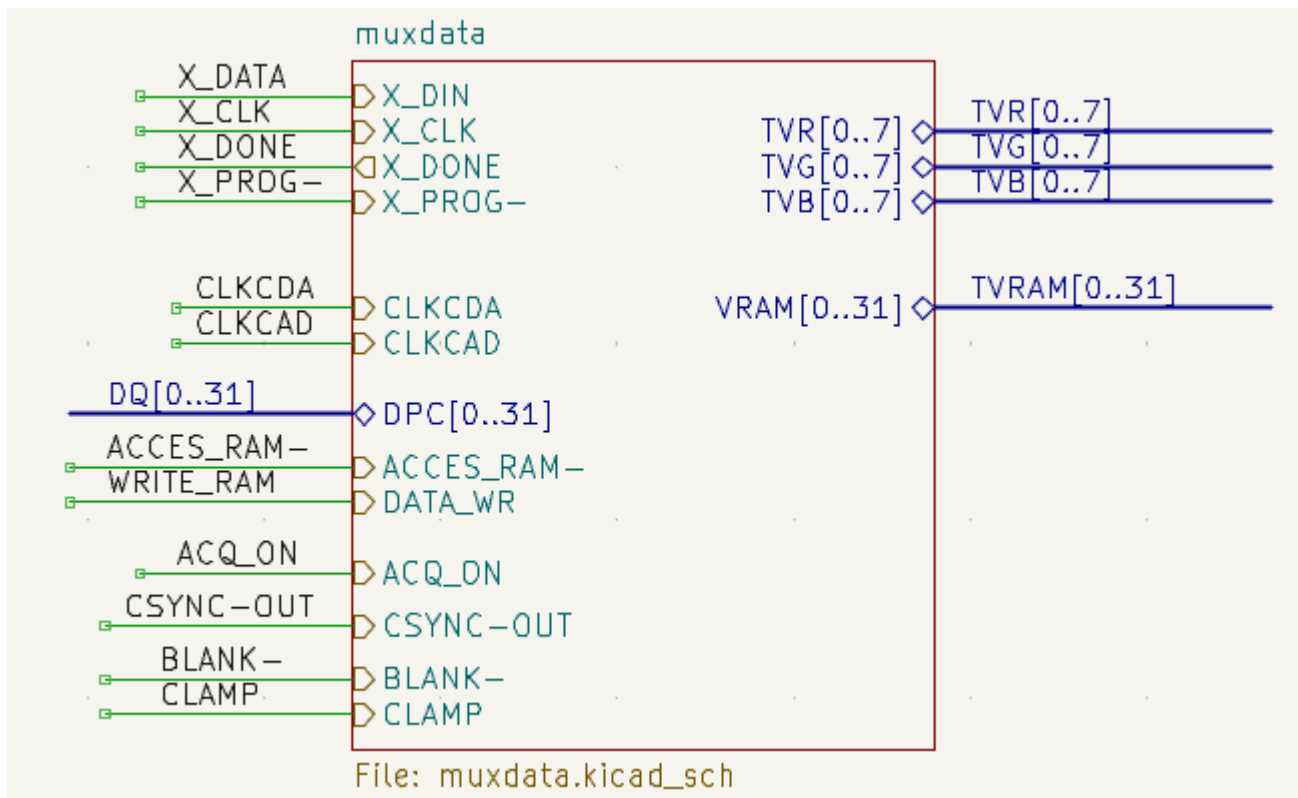 muxdata
X_DATA
X_DIN
TVR[0..7]
TVR[0..7]
X_CLK
X_CLK
TVG[0..7]
TVG[0..7]
X_DONE
X_DONE
TVB[0..7]
TVB[0..7]
X_PROG-
X_PROG-
CLKCDA
CLKCDA
VRAM[0..31]
TVRAM[0..31]
CLKCAD
CLKCAD
DQ[0..31]
DPC[0..31]
ACCES_RAM-
ACCES_RAM-
WRITE_RAM
DATA_WR
ACQ_ON
ACQ_ON
CSYNC-OUT
CSYNC-OUT
BLANK-
BLANK-
CLAMP
CLAMP
File: muxdata.kicad_sch